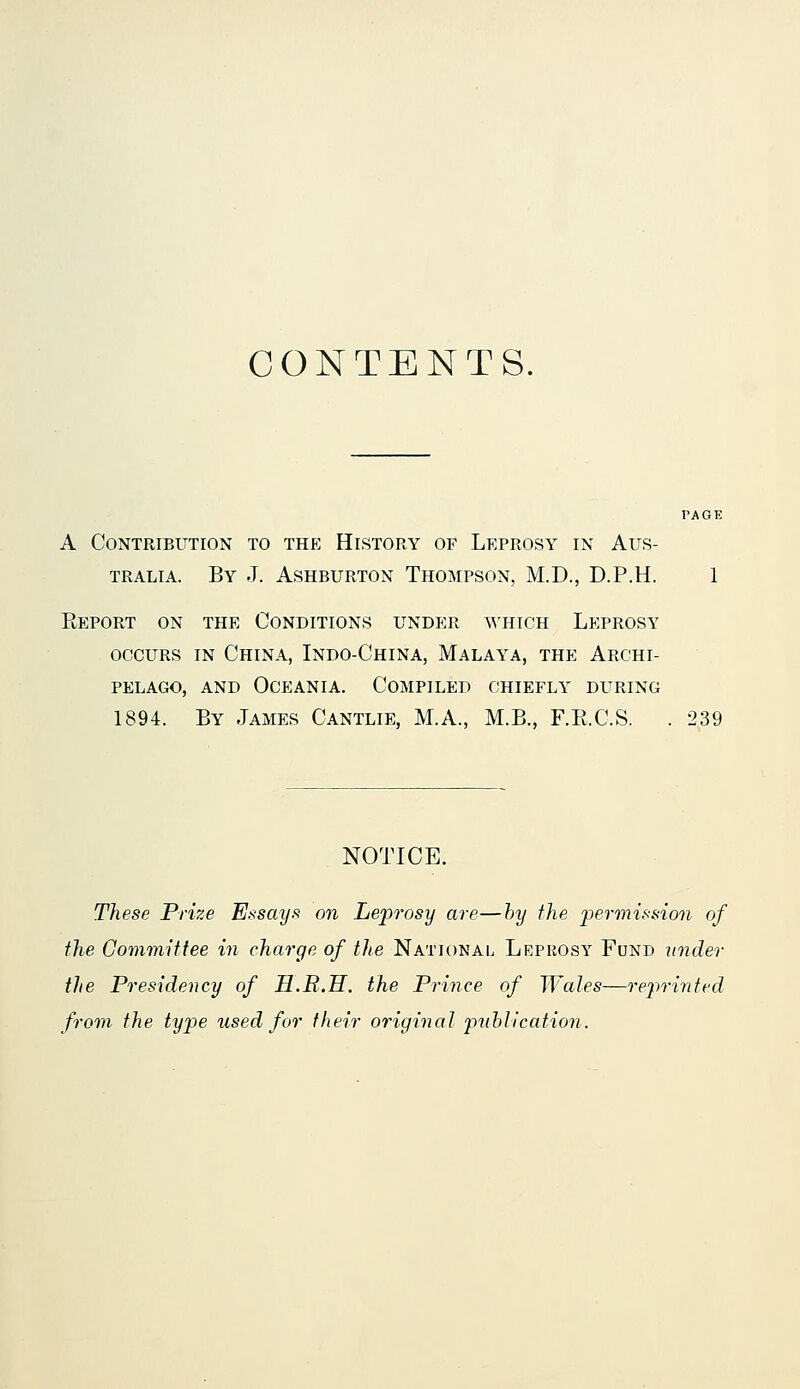 CONTENTS.
PAGE
A Contribution to the History of Leprosy in Aus-
tralia. By J. Ashburton Thompson, M.D., D.P.H. 1
Report on the Conditions under which Leprosy
occurs in China, Indo-China, Malaya, the Archi-
pelago, and Oceania. Compiled chiefly during
1894. By James Cantlie, M.A., M.B., F.R.C.S. . 239
NOTICE.
These Prize Essays on Leprosy are—by the permission of
the Committee in charge of the National Leprosy Fund under
the Presidency of H.R.H. the Prince of Wales—reprinted
from the type used for their original publication.